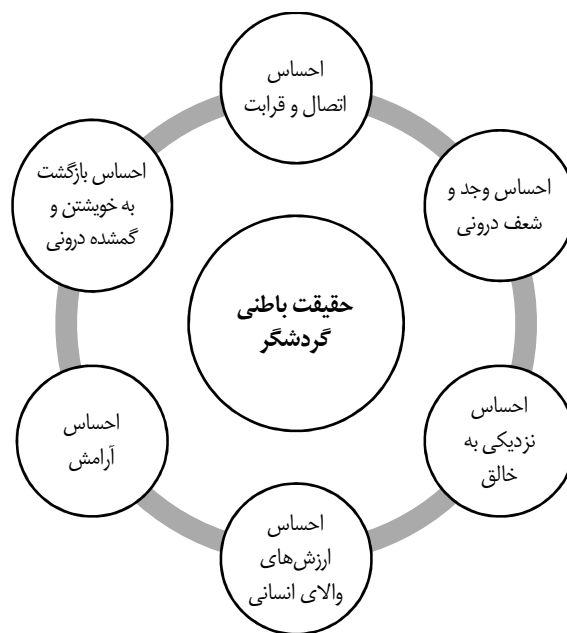 احساس
اتصال و قرابت
احساس وجد و
شعف درونی
احساس
نزدیکی به
خالق
احساس
ارزش‌های
والای انسانی
احساس
آرامش
احساس بازگشت
به خویشتن و
گمشده درونی
حقیقت باطنی
گردشگر